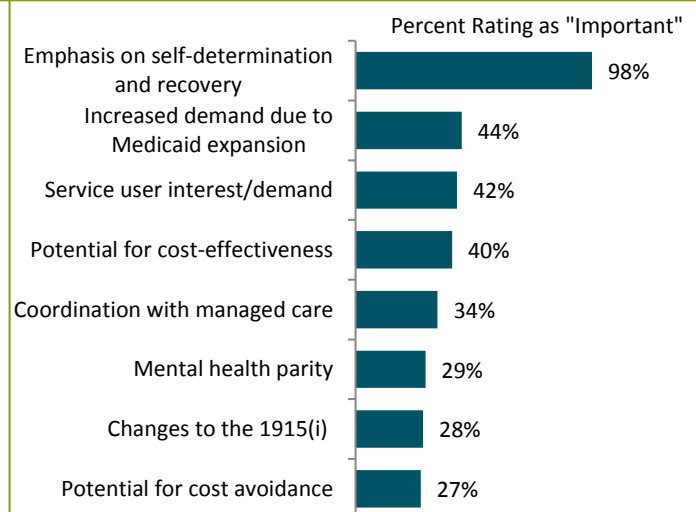 Percent Rating as "Important"
Emphasis on self-determination
and recovery
98%
Increased demand due to
Medicaid expansion
44%
Service user interest/demand
42%
Potential for cost-effectiveness
40%
Coordination with managed care
34%
Mental health parity
29%
Changes to the 1915(i)
28%
Potential for cost avoidance
27%